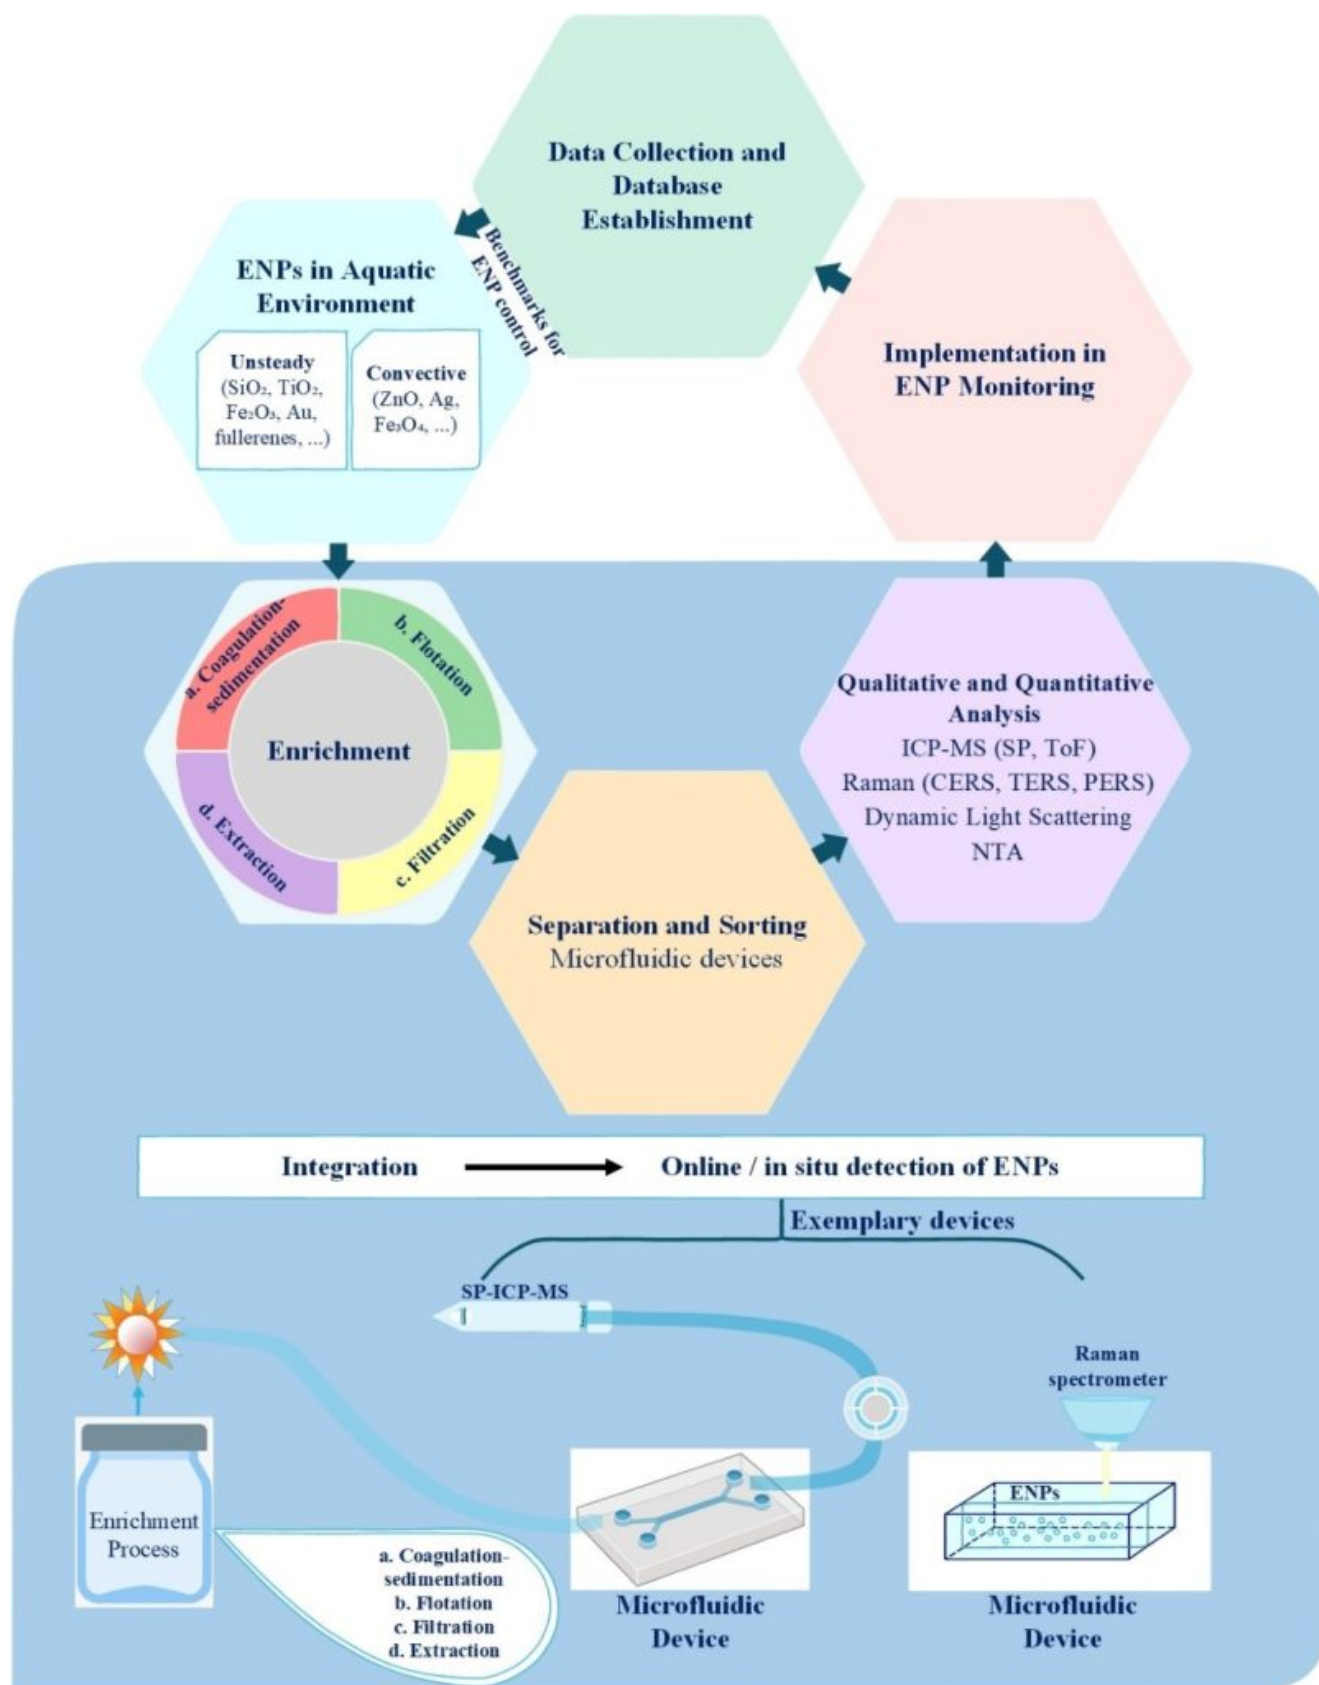 Data Collection and
Database
Establishment
Benchmarks for
ENP control
ENPs in Aquatic
Environment
Unsteady
(SiO₂, TiO₂,
Fe₂O₃, Au,
fullerenes, ...)
Convective
(ZnO, Ag,
Fe₃O₄, ...)
Implementation in
ENP Monitoring
a. Coagulation-
sedimentation
b. Flotation
Enrichment
d. Extraction
c. Filtration
Qualitative and Quantitative
Analysis
ICP-MS (SP, ToF)
Raman (CERS, TERS, PERS)
Dynamic Light Scattering
NTA
Separation and Sorting
Microfluidic devices
Integration
Online / in situ detection of ENPs
Exemplary devices
SP-ICP-MS
Raman
spectrometer
Enrichment
Process
a. Coagulation-
sedimentation
b. Flotation
c. Filtration
d. Extraction
Microfluidic
Device
ENPs
Microfluidic
Device